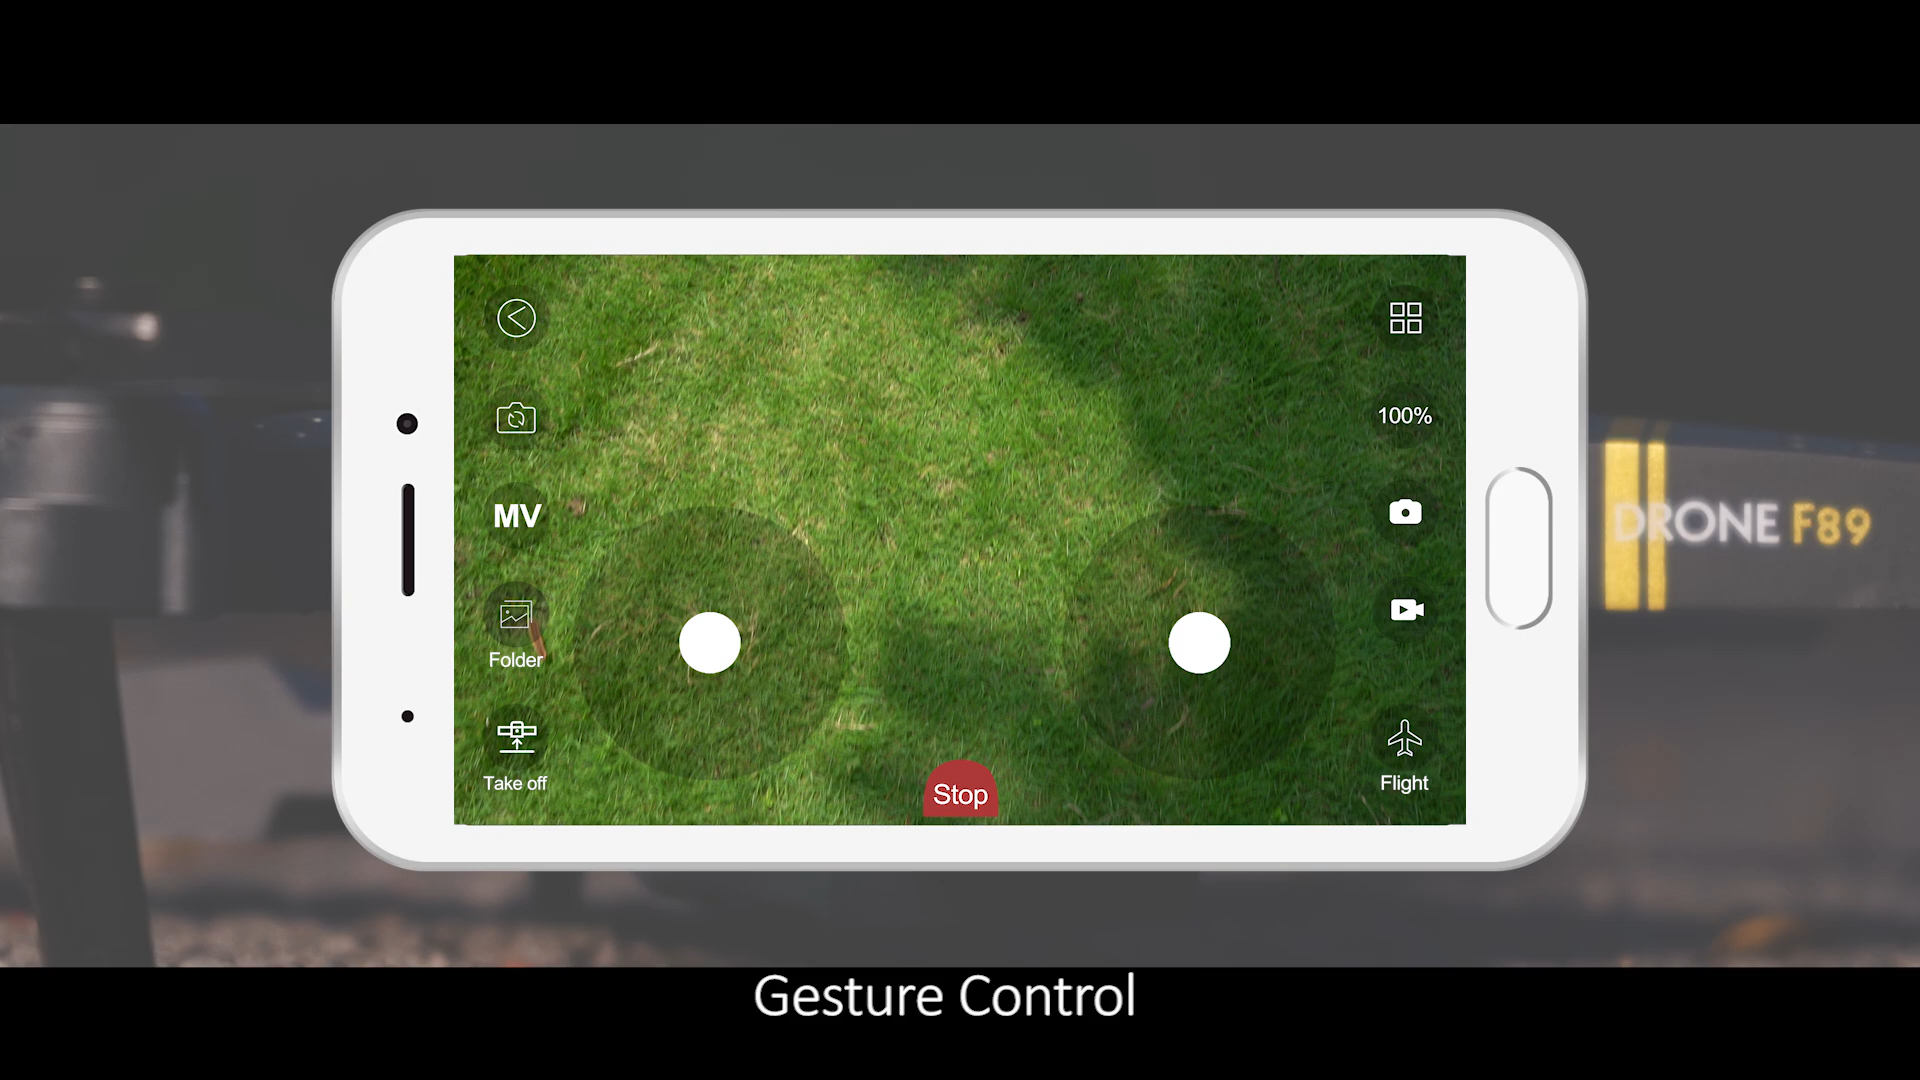 100%
MV
DRONE F89
Folder
Take off
Stop
Flight
Gesture Control